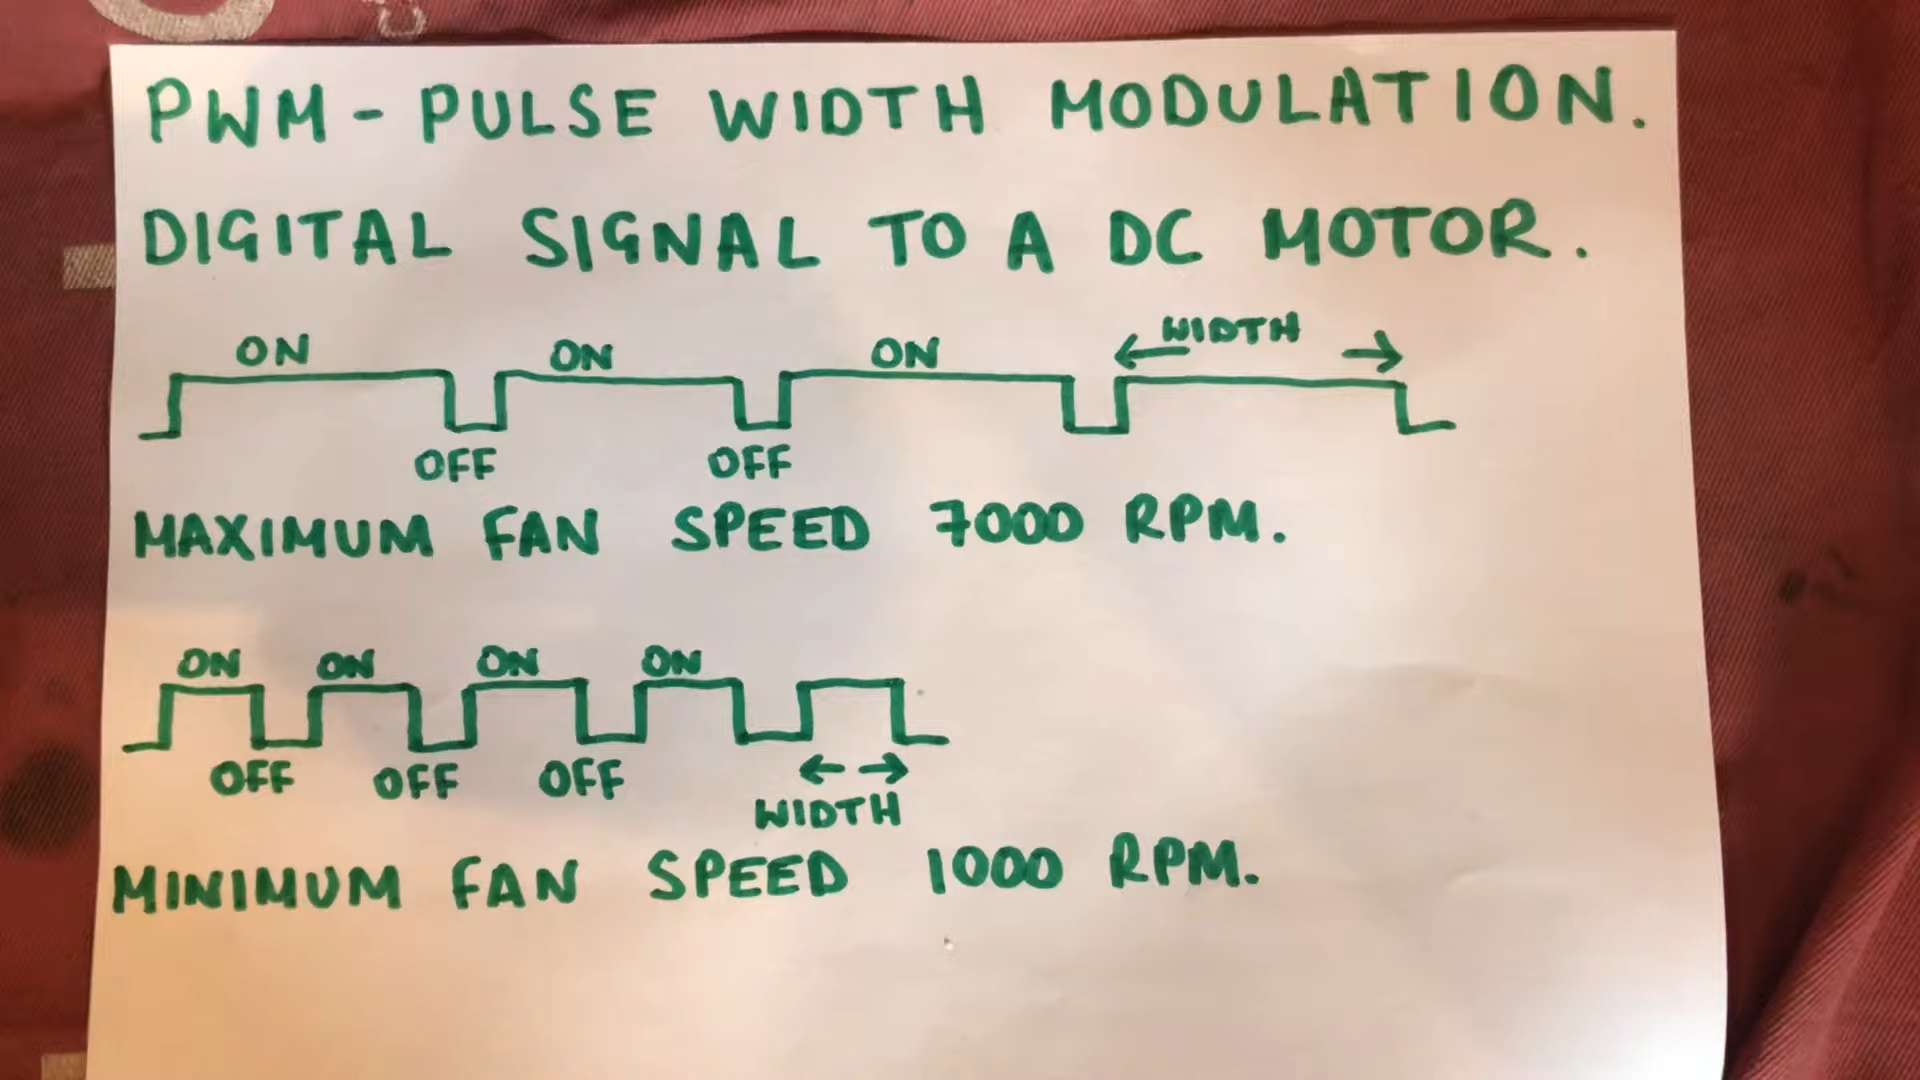 PWM - PULSE WIDTH MODULATION.
DIGITAL SIGNAL TO A DC MOTOR.
ON ON ON WIDTH
OFF OFF
MAXIMUM FAN SPEED 7000 RPM.
ON ON ON ON
OFF OFF OFF
WIDTH
MINIMUM FAN SPEED 1000 RPM.